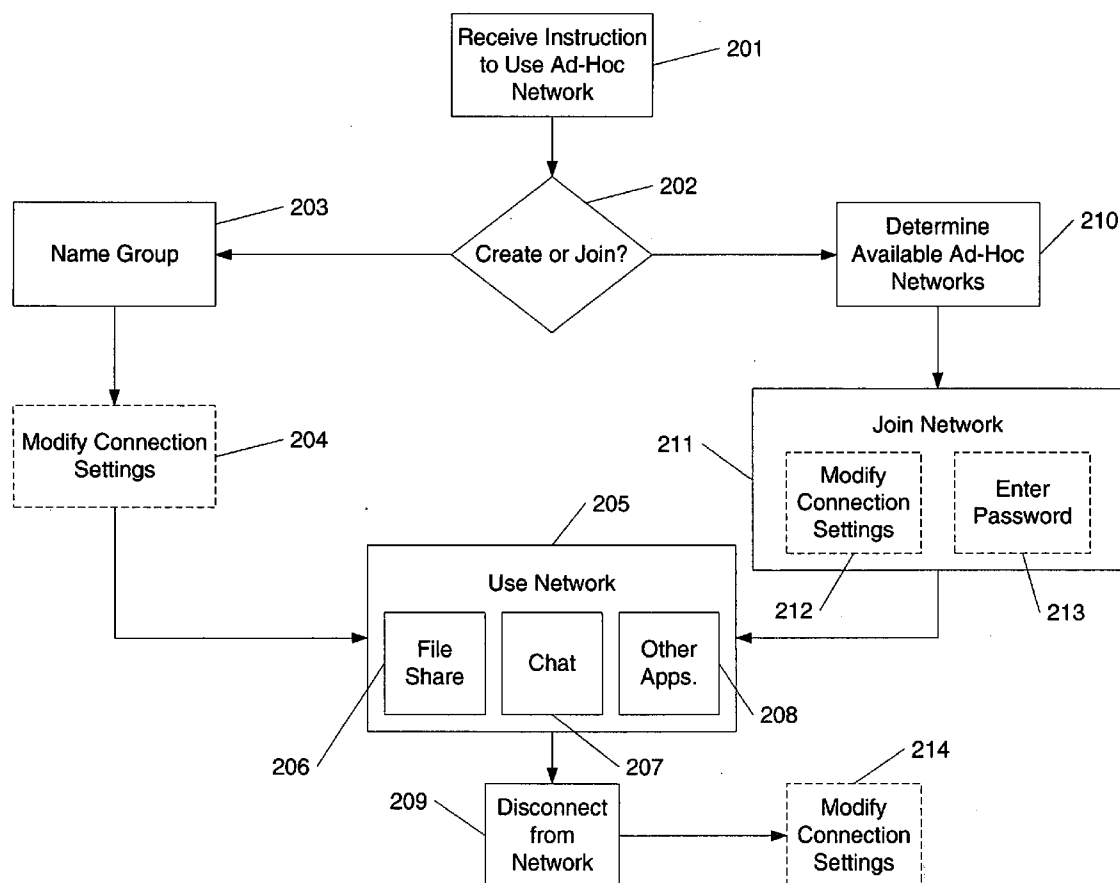 Receive Instruction
to Use Ad-Hoc
Network
201
202
Create or Join?
203
Name Group
Determine
Available Ad-Hoc
Networks
210
Modify Connection
Settings
204
Join Network
211
Modify
Connection
Settings
Enter
Password
212
213
205
Use Network
File
Share
Chat
Other
Apps.
206
207
208
209
Disconnect
from
Network
214
Modify
Connection
Settings